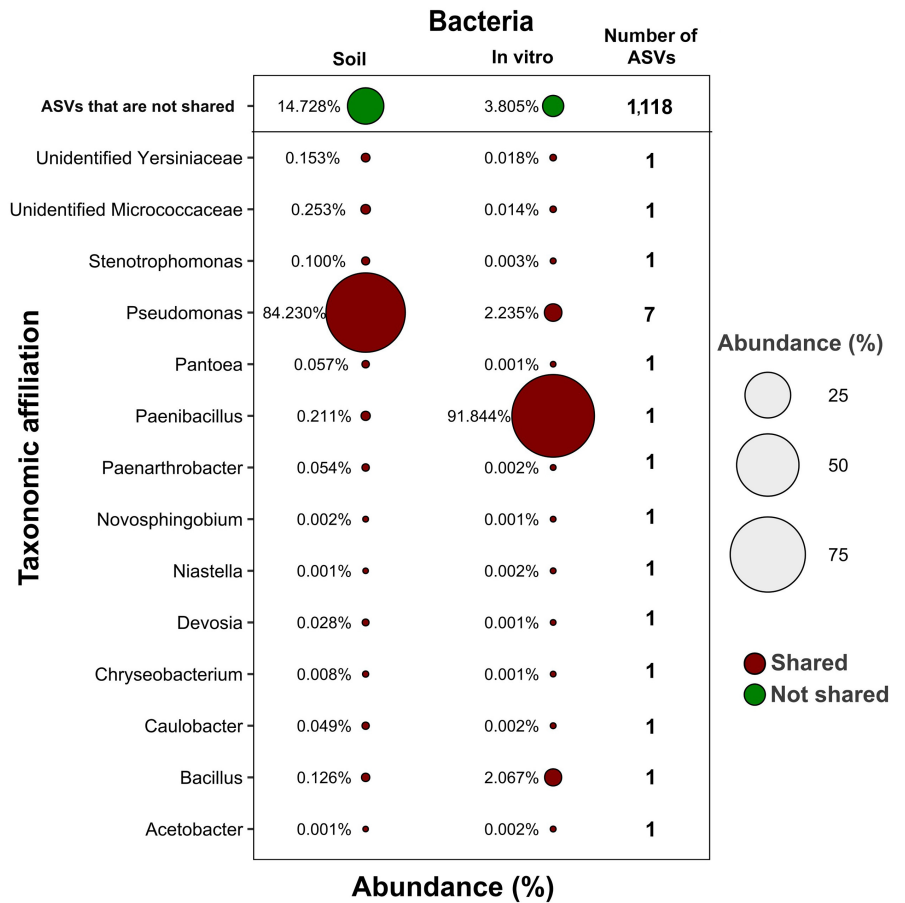 Bacteria
Soil In vitro Number of
ASVs
ASVs that are not shared 14.728% 3.805% 1,118
Unidentified Yersiniaceae 0.153% 0.018% 1
Unidentified Micrococcaceae 0.253% 0.014% 1
Stenotrophomonas 0.100% 0.003% 1
Pseudomonas 84.230% 2.235% 7
Pantoea 0.057% 0.001% 1
Paenibacillus 0.211% 91.844% 1
Paenarthrobacter 0.054% 0.002% 1
Novosphingobium 0.002% 0.001% 1
Niastella 0.001% 0.002% 1
Devosia 0.028% 0.001% 1
Chryseobacterium 0.008% 0.001% 1
Caulobacter 0.049% 0.002% 1
Bacillus 0.126% 2.067% 1
Acetobacter 0.001% 0.002% 1
Taxonomic affiliation
Abundance (%)
Abundance (%)
25
50
75
Shared
Not shared